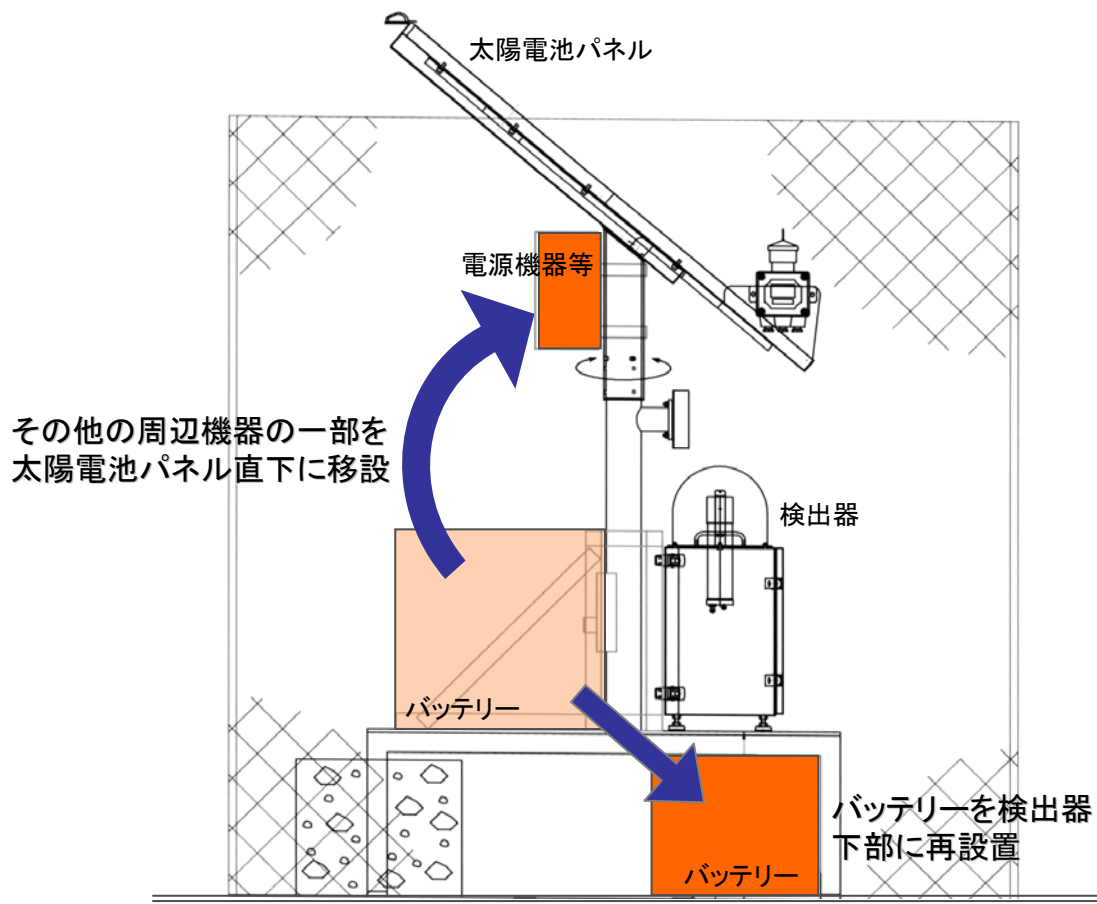 太陽電池パネル
電源機器等
その他の周辺機器の一部を
太陽電池パネル直下に移設
検出器
バッテリー
バッテリーを検出器
下部に再設置
バッテリー